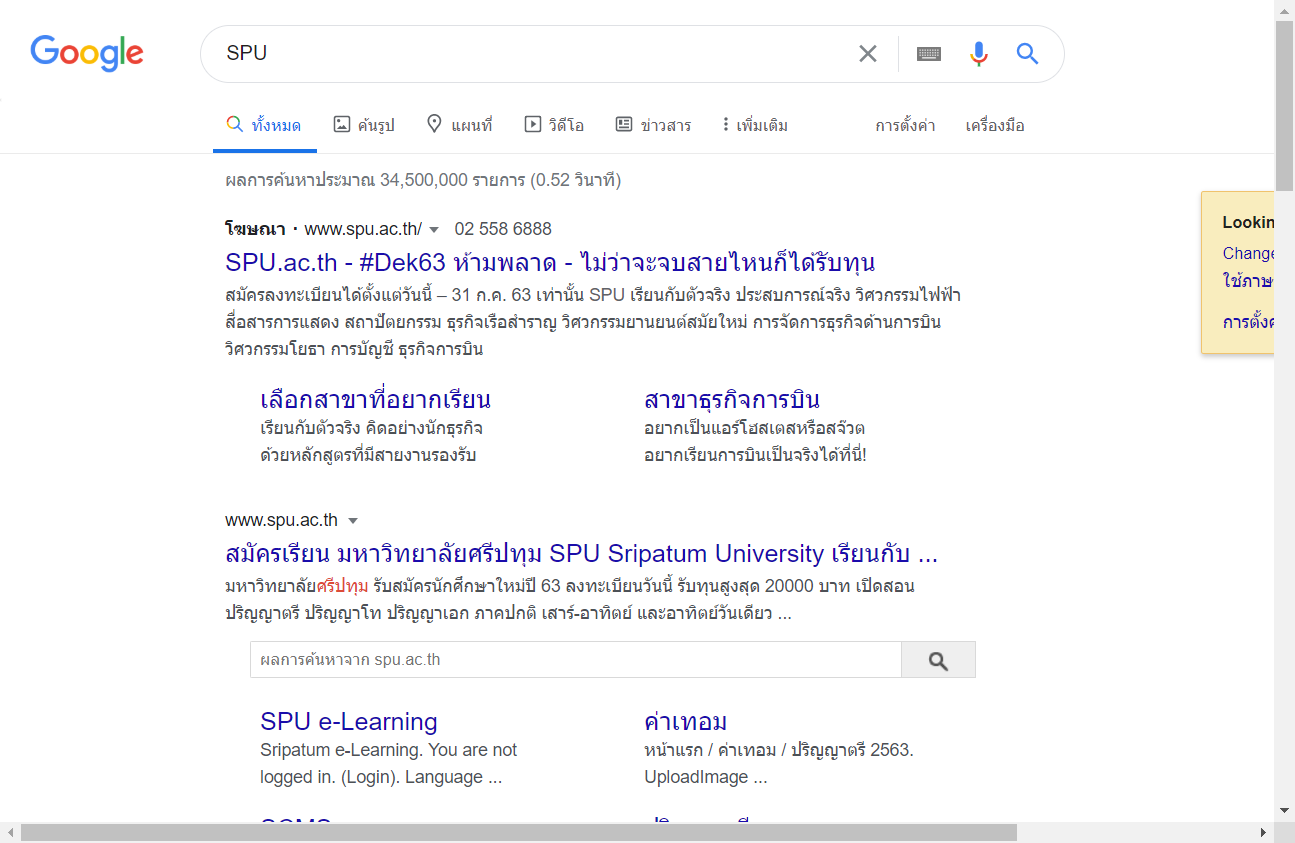 Google
SPU
ทั้งหมด ค้นรูป แผนที่ วิดีโอ ข่าวสาร เพิ่มเติม การตั้งค่า เครื่องมือ
ผลการค้นหาประมาณ 34,500,000 รายการ (0.52 วินาที)
โฆษณา · www.spu.ac.th/ 02 558 6888
SPU.ac.th - #Dek63 ห้ามพลาด - ไม่ว่าจะจบสายไหนก็ได้รับทุน
สมัครลงทะเบียนได้ตั้งแต่วันนี้ – 31 ก.ค. 63 เท่านั้น SPU เรียนกับตัวจริง ประสบการณ์จริง วิศวกรรมไฟฟ้า
สื่อสารการแสดง สถาปัตยกรรม ธุรกิจเรือสำราญ วิศวกรรมยานยนต์สมัยใหม่ การจัดการธุรกิจด้านการบิน
วิศวกรรมโยธา การบัญชี ธุรกิจการบิน
เลือกสาขาที่อยากเรียน
เรียนกับตัวจริง คิดอย่างนักธุรกิจ
ด้วยหลักสูตรที่มีสายงานรองรับ
สาขาธุรกิจการบิน
อยากเป็นแอร์โฮสเตสหรือสจ๊วต
อยากเรียนการบินเป็นจริงได้ที่นี่!
www.spu.ac.th
สมัครเรียน มหาวิทยาลัยศรีปทุม SPU Sripatum University เรียนกับ ...
มหาวิทยาลัยศรีปทุม รับสมัครนักศึกษาใหม่ปี 63 ลงทะเบียนวันนี้ รับทุนสูงสุด 20000 บาท เปิดสอน
ปริญญาตรี ปริญญาโท ปริญญาเอก ภาคปกติ เสาร์-อาทิตย์ และอาทิตย์วันเดียว ...
ผลการค้นหาจาก spu.ac.th
SPU e-Learning
Sripatum e-Learning. You are not
logged in. (Login). Language ...
ค่าเทอม
หน้าแรก / ค่าเทอม / ปริญญาตรี 2563.
UploadImage ...
Lookin
Change
ใช้ภาษ
การตั้งค